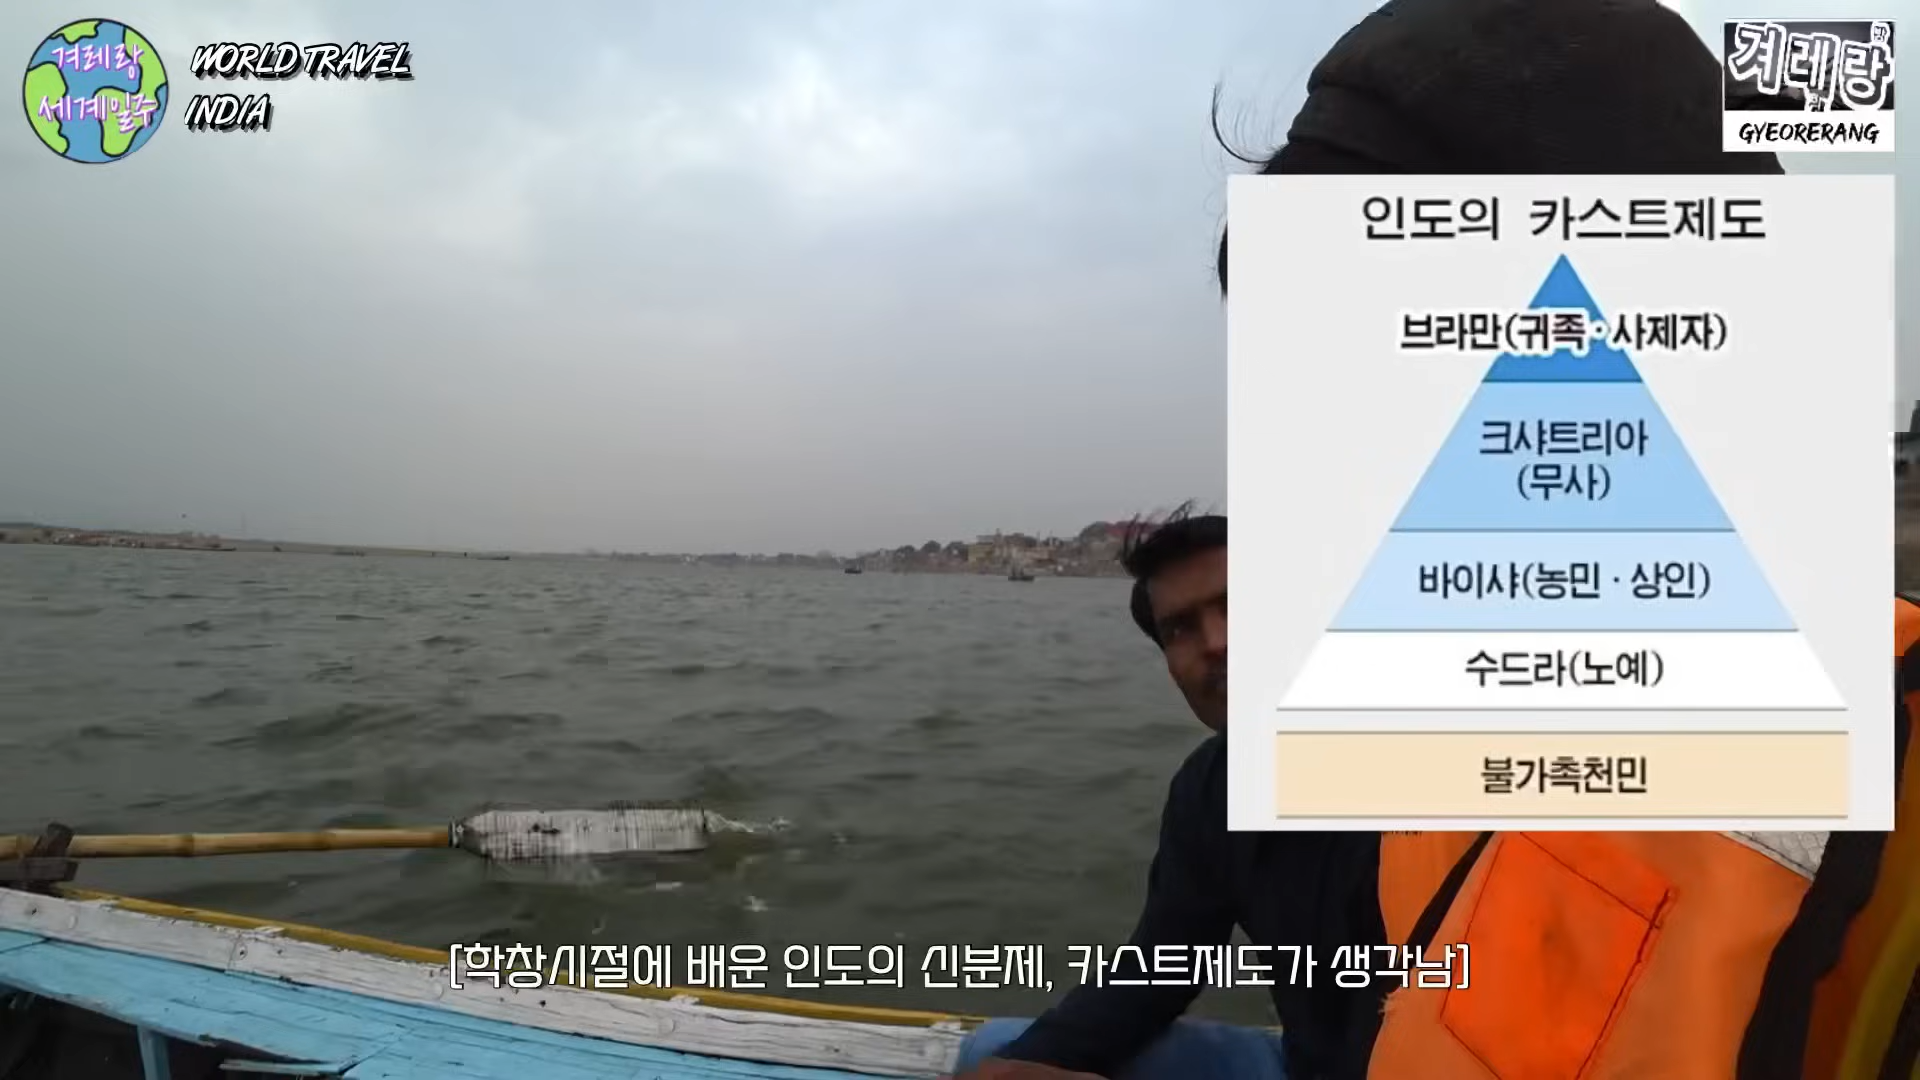 겨레랑
세계일주
WORLD TRAVEL
INDIA
겨레랑
GYEORERANG
인도의 카스트제도
브라만(귀족·사제자)
크샤트리아
(무사)
바이샤(농민·상인)
수드라(노예)
불가촉천민
[학창시절에 배운 인도의 신분제, 카스트제도가 생각남]